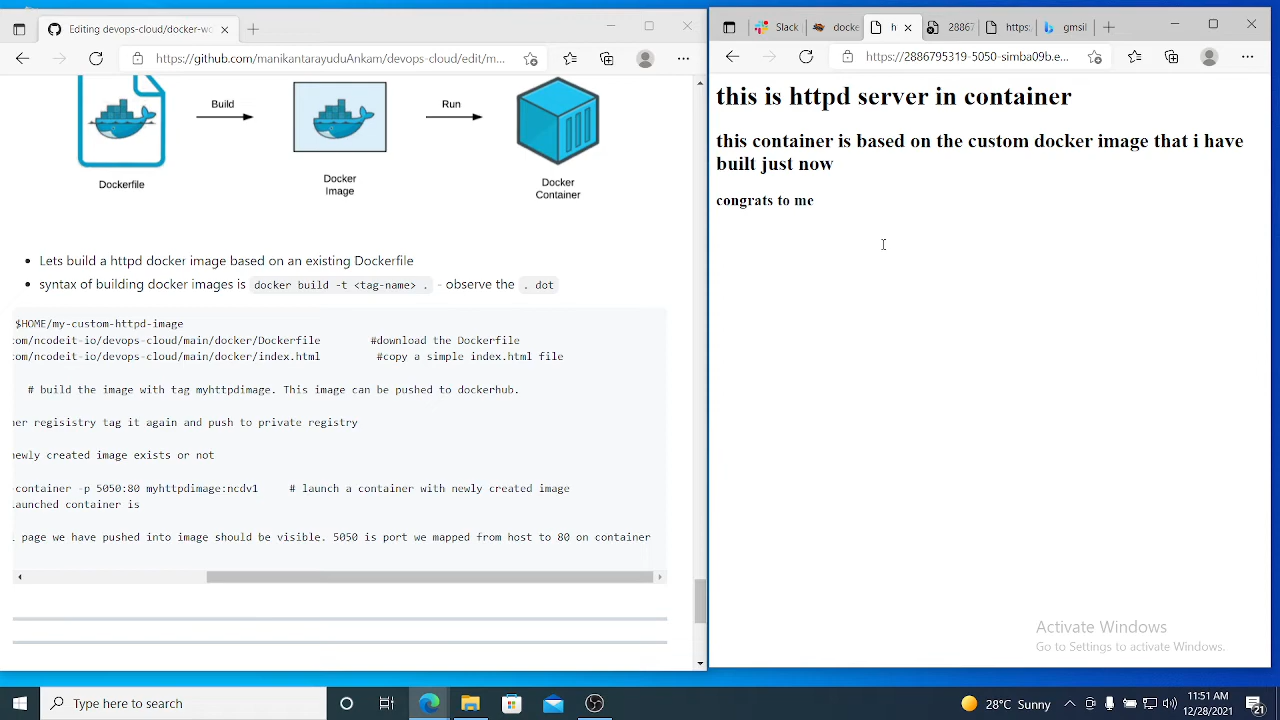 Editing devops-cloud/docker-wo
https://github.com/manikantarayuduAnkam/devops-cloud/edit/m...
Build
Run
Dockerfile
Docker
Image
Docker
Container
Lets build a httpd docker image based on an existing Dockerfile
syntax of building docker images is docker build -t <tag-name> . - observe the . dot
$HOME/my-custom-httpd-image
om/ncodeit-io/devops-cloud/main/docker/Dockerfile #download the Dockerfile
om/ncodeit-io/devops-cloud/main/docker/index.html #copy a simple index.html file
# build the image with tag myhttpdimage. This image can be pushed to dockerhub.
er regisistry tag it again and push to private registry
newly created image exists or not
-container -p 5050:80 myhttpdimage:ncdv1 # launch a container with newly created image
launched container is
. page we have pushed into image should be visible. 5050 is port we mapped from host to 80 on container
Slack
docke
h
28867
https:
gmsil
https://2886795319-5050-simba09b.e...
this is httpd server in container
this container is based on the custom docker image that i have
built just now
congrats to me
Activate Windows
Go to Settings to activate Windows.
Type here to search
28°C Sunny
11:51 AM
12/28/2021
21